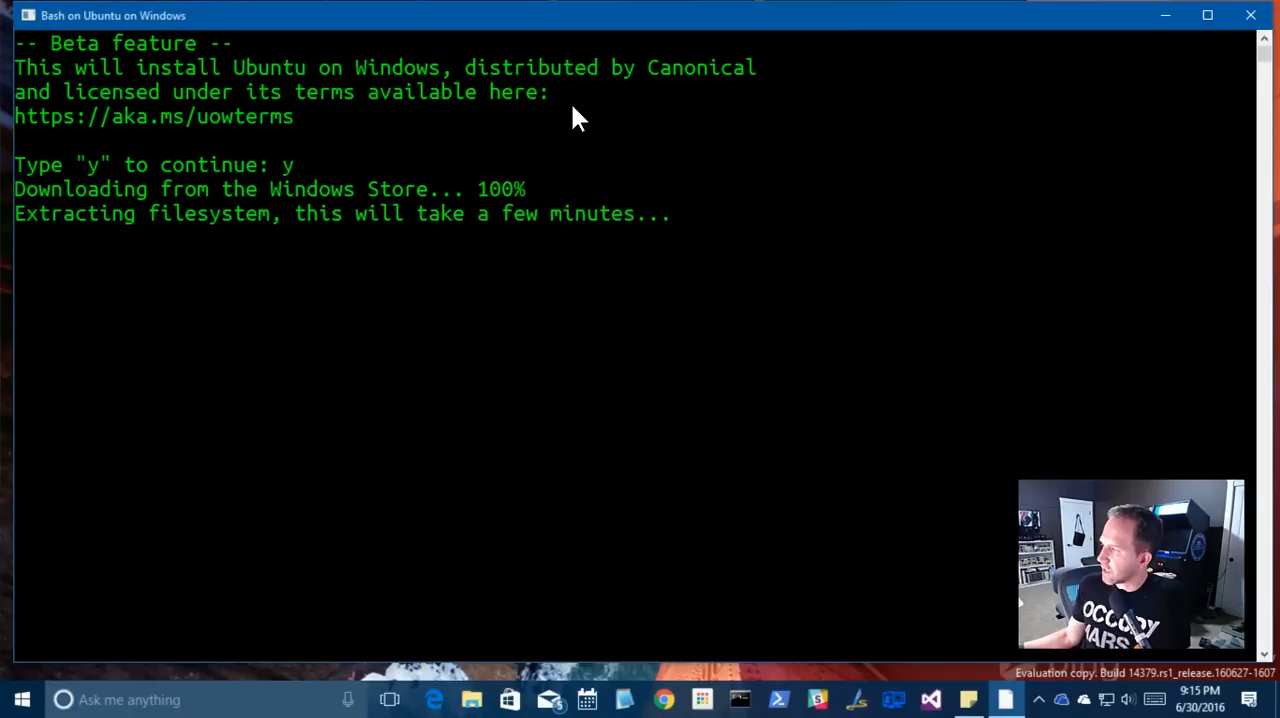 Bash on Ubuntu on Windows
-- Beta feature --
This will install Ubuntu on Windows, distributed by Canonical
and licensed under its terms available here:
https://aka.ms/uowterms
Type "y" to continue: y
Downloading from the Windows Store... 100%
Extracting filesystem, this will take a few minutes...
OCCUPY
MARS
Evaluation copy. Build 14379.rs1_release.160627-1607
Ask me anything
9:15 PM
6/30/2016